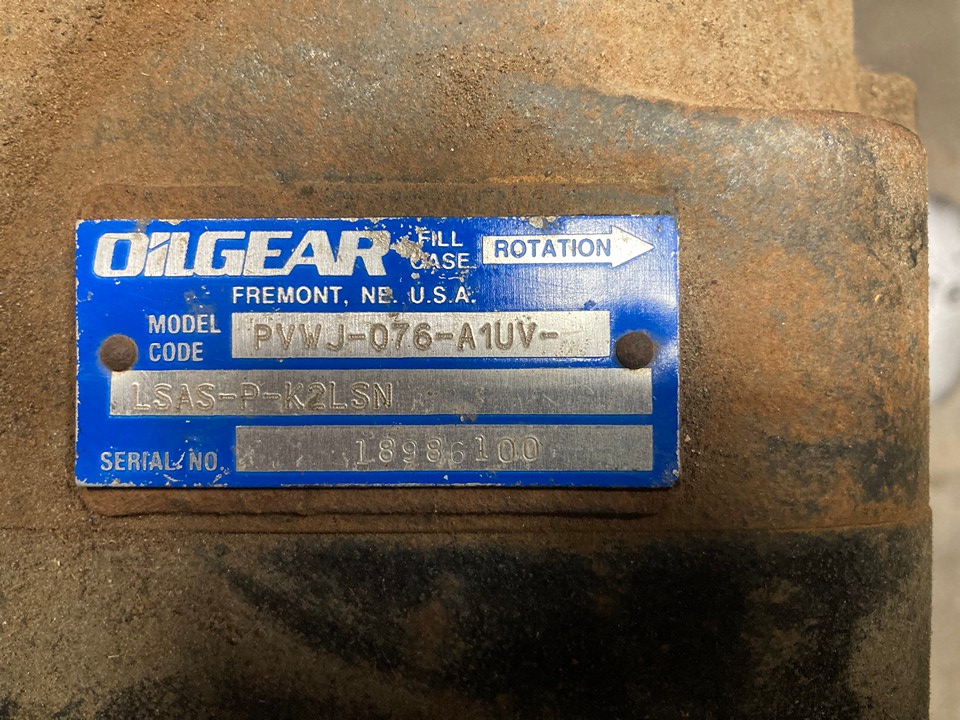 OILGEAR FILL CASE ROTATION
FREMONT, NE. U.S.A.
MODEL CODE PVWJ-076-A1UV-
LSAS-P-K2LSN
SERIAL NO. 18986100